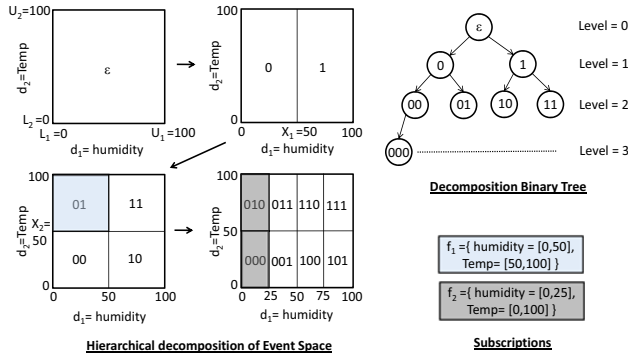 U2=100
d2=Temp
ε
L2=0
L1=0
U1=100
d1= humidity
100
d2=Temp
0
1
0
X1=50
100
d1= humidity
ε
Level = 0
0
1
Level = 1
00
01
10
11
Level = 2
000
Level = 3
Decomposition Binary Tree
100
d2=Temp
X2=
50
01
11
00
10
0
0
50
100
d1= humidity
100
d2=Temp
50
010
011
110
111
000
001
100
101
0
0
25
50
75
100
d1= humidity
f1 ={ humidity = [0,50],
Temp= [50,100] }
f2 ={ humidity = [0,25],
Temp= [0,100] }
Hierarchical decomposition of Event Space
Subscriptions